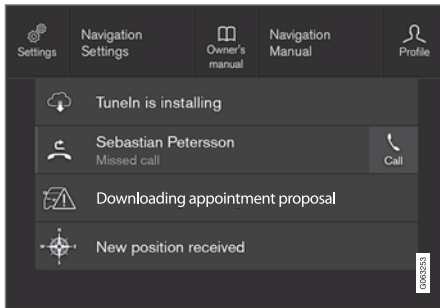 Settings
Navigation
Settings
Owner's
manual
Navigation
Manual
Profile
TuneIn is installing
Sebastian Petersson
Missed call
Call
Downloading appointment proposal
New position received
G063253